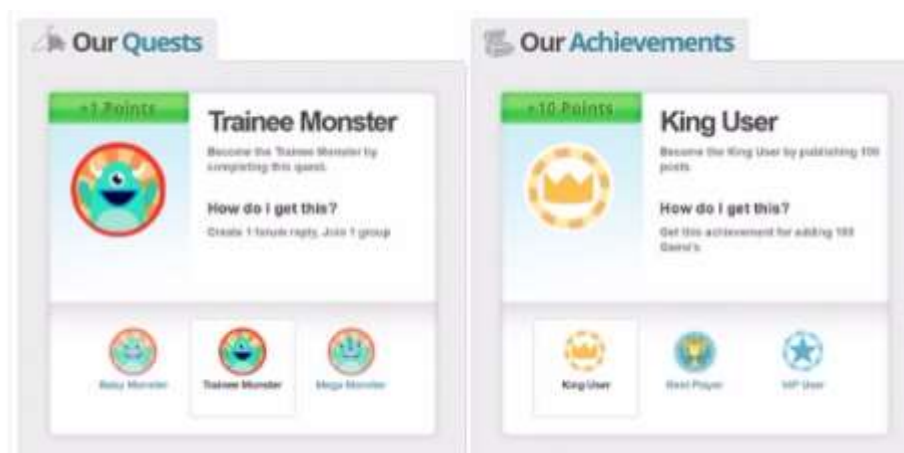 Our Quests
+1 Points
Trainee Monster
Become the Trainee Monster by
completing this quest.
How do I get this?
Create 1 forum reply, Join 1 group
Baby Monster
Trainee Monster
Mega Monster
Our Achievements
+10 Points
King User
Become the King User by publishing 100
posts
How do I get this?
Get this achievement for adding 100
Game's
King User
Best Player
VIP User